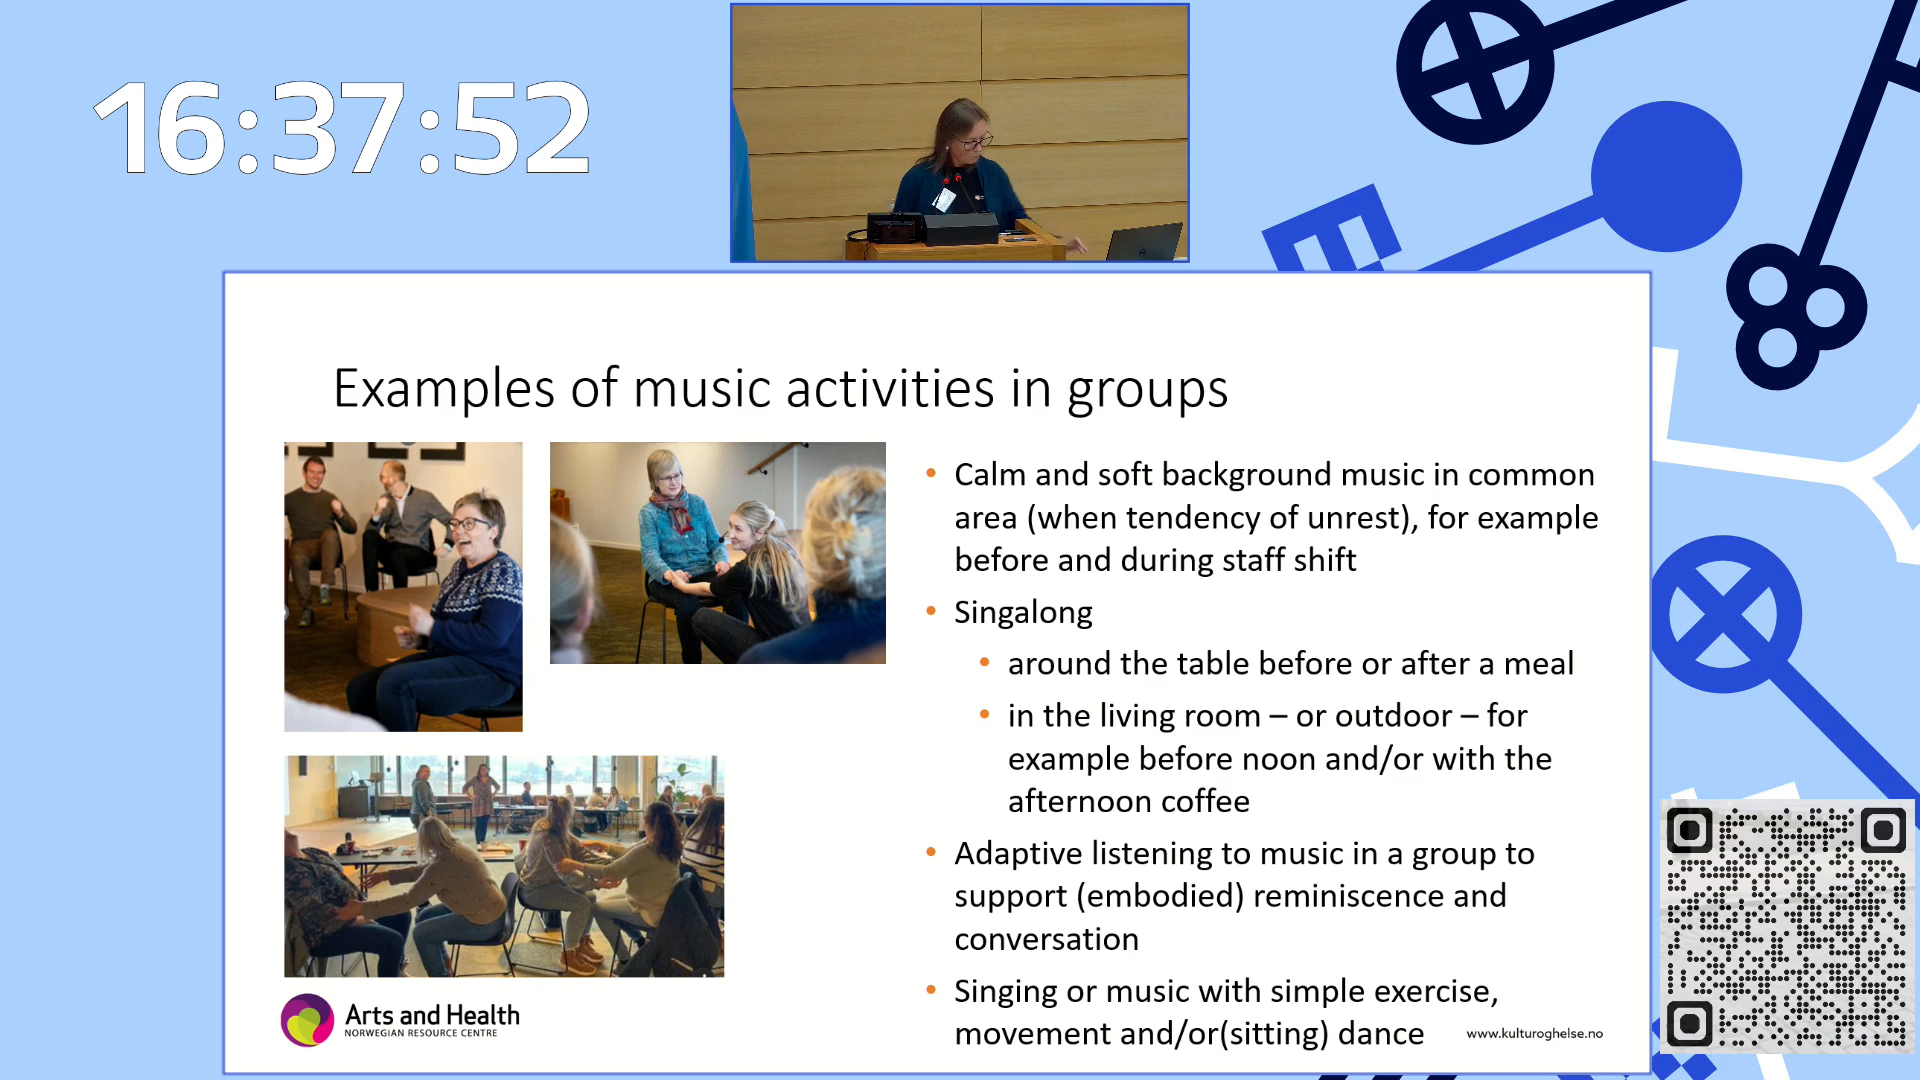 16:37:52
Examples of music activities in groups
• Calm and soft background music in common
area (when tendency of unrest), for example
before and during staff shift
• Singalong
• around the table before or after a meal
• in the living room – or outdoor – for
example before noon and/or with the
afternoon coffee
• Adaptive listening to music in a group to
support (embodied) reminiscence and
conversation
• Singing or music with simple exercise,
movement and/or(sitting) dance
Arts and Health
NORWEGIAN RESOURCE CENTRE
www.kulturoghelse.no